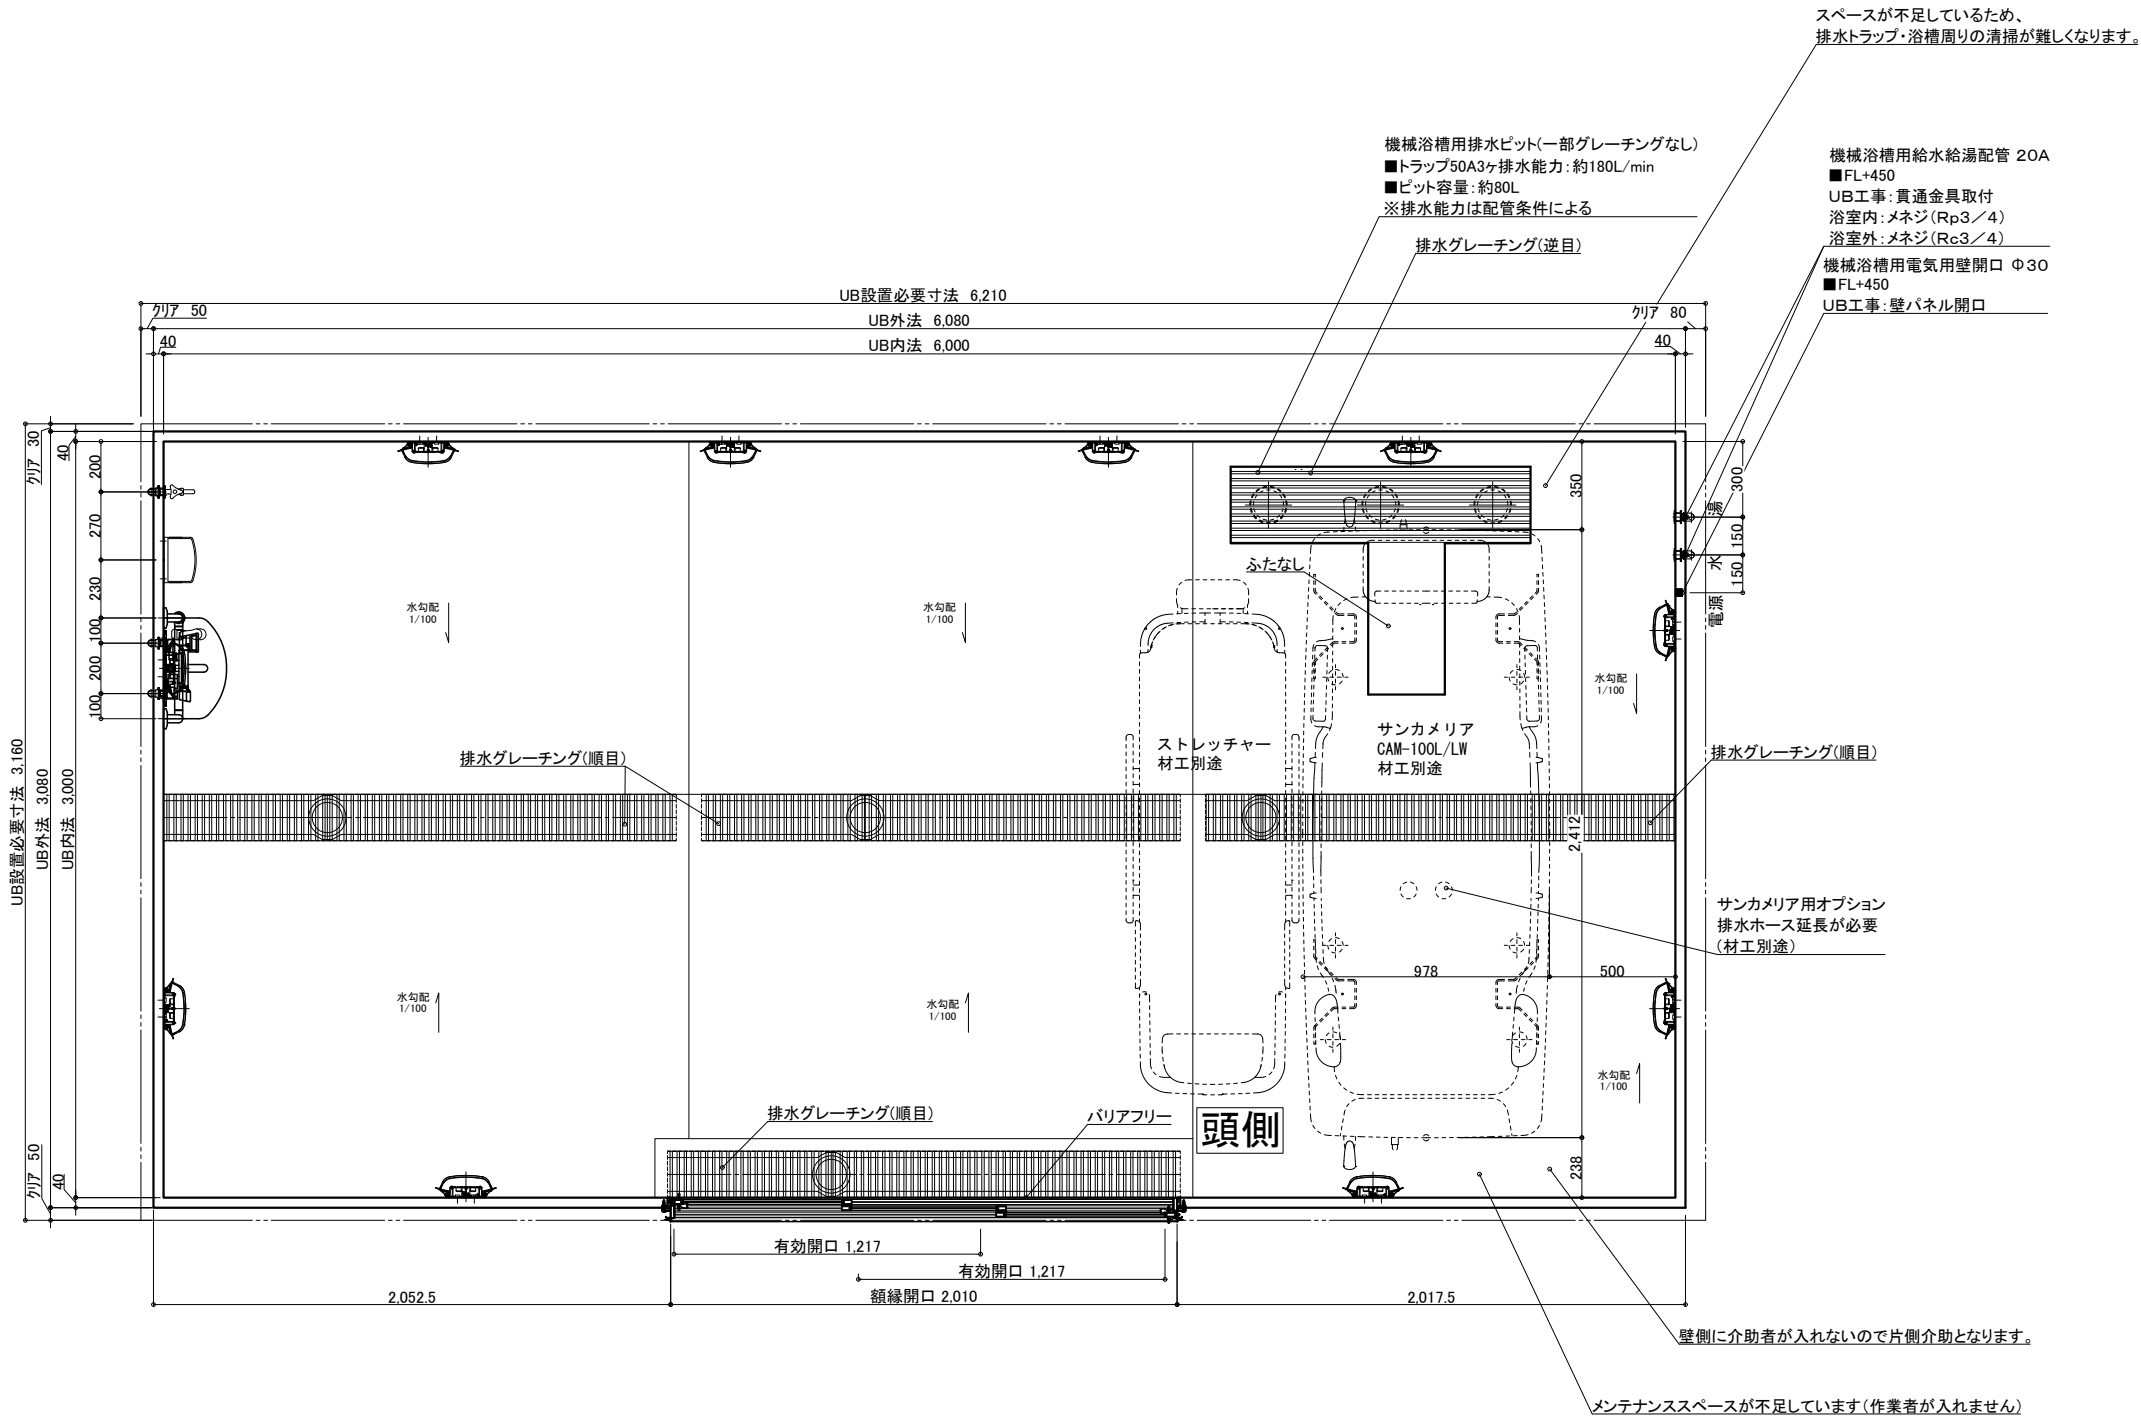 スペースが不足しているため、
排水トラップ・浴槽周りの清掃が難しくなります。
機械浴槽用排水ピット(一部グレーチングなし)
■トラップ50A3ヶ排水能力：約180L/min
■ピット容量：約80L
※排水能力は配管条件による
排水グレーチング(逆目)
機械浴槽用給水給湯配管 20A
■FL+450
UB工事：貫通金具取付
浴室内：メネジ(Rp3／4)
浴室外：メネジ(Rc3／4)
機械浴槽用電気用壁開口 Φ30
■FL+450
UB工事：壁パネル開口
UB設置必要寸法 6,210
クリア 50
UB外法 6,080
クリア 80
40
UB内法 6,000
40
クリア 30
40
200
270
230
100
200
100
UB設置必要寸法 3,160
UB外法 3,080
UB内法 3,000
クリア 50
40
350
300
湯
150
水
150
電源
ふたなし
水勾配
1/100
水勾配
1/100
水勾配
1/100
ストレッチャー
材工別途
サンカメリア
CAM-100L/LW
材工別途
排水グレーチング(順目)
排水グレーチング(順目)
2,412
サンカメリア用オプション
排水ホース延長が必要
(材工別途)
978
500
水勾配
1/100
水勾配
1/100
水勾配
1/100
排水グレーチング(順目)
バリアフリー
頭側
238
有効開口 1,217
有効開口 1,217
2,052.5
額縁開口 2,010
2,017.5
壁側に介助者が入れないので片側介助となります。
メンテナンススペースが不足しています(作業者が入れません)